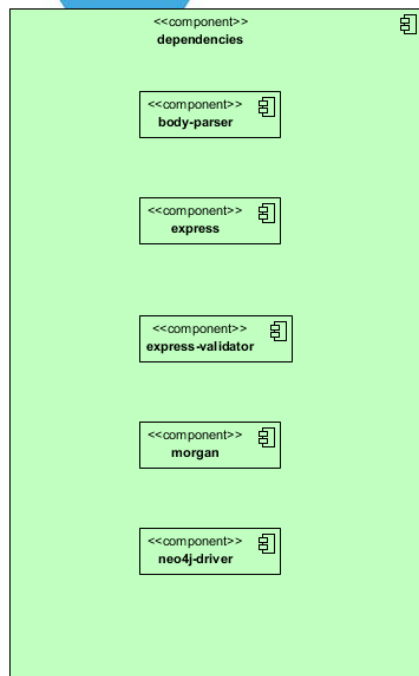 <<component>>
dependencies
<<component>>
body-parser
<<component>>
express
<<component>>
express-validator
<<component>>
morgan
<<component>>
neo4j-driver